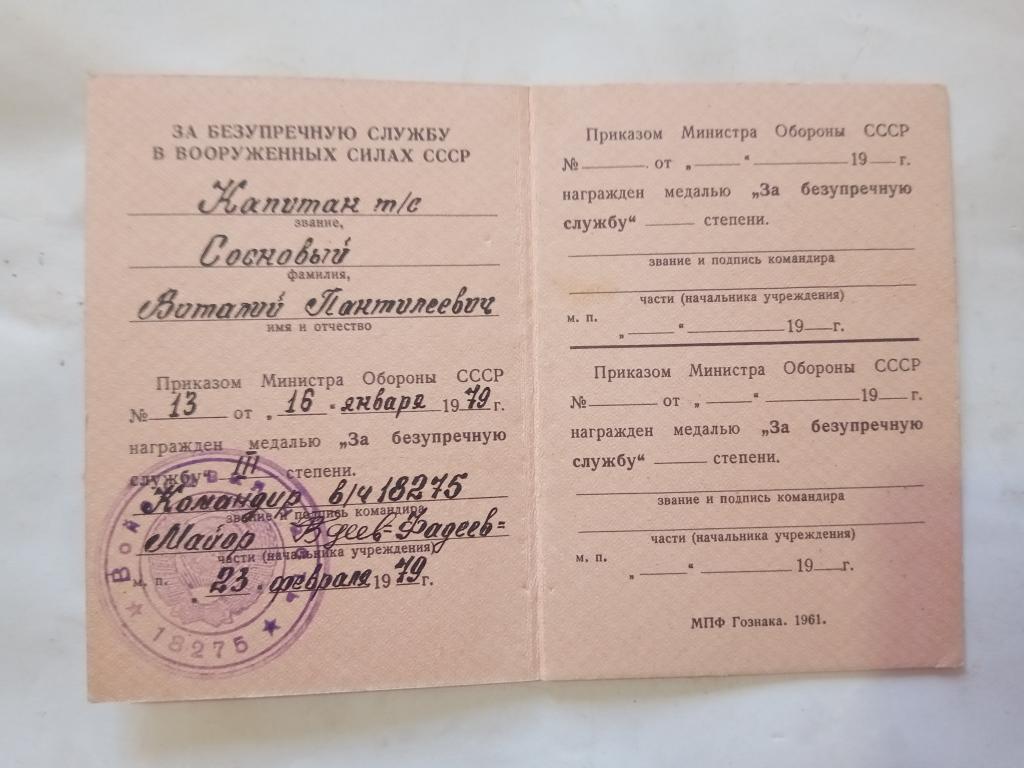 ЗА БЕЗУПРЕЧНУЮ СЛУЖБУ
В ВООРУЖЕННЫХ СИЛАХ СССР
Капитан т/с
звание,
Сосновый
фамилия,
Виталий Пантилеевич
имя и отчество
Приказом Министра Обороны СССР
№ 13 от „16“ января 1979 г.
награжден медалью „За безупречную
службу“ III степени.
Командир в/ч 18275
звание и подпись командира
Майор Фадеев
части (начальника учреждения)
м. п. „23“ февраля 1979 г.
18275
Приказом Министра Обороны СССР
№ от „ “ 19 г.
награжден медалью „За безупречную
службу“ степени.
звание и подпись командира
части (начальника учреждения)
м. п. „ “ 19 г.
Приказом Министра Обороны СССР
№ от „ “ 19 г.
награжден медалью „За безупречную
службу“ степени.
звание и подпись командира
части (начальника учреждения)
м. п. „ “ 19 г.
МПФ Гознака. 1961.